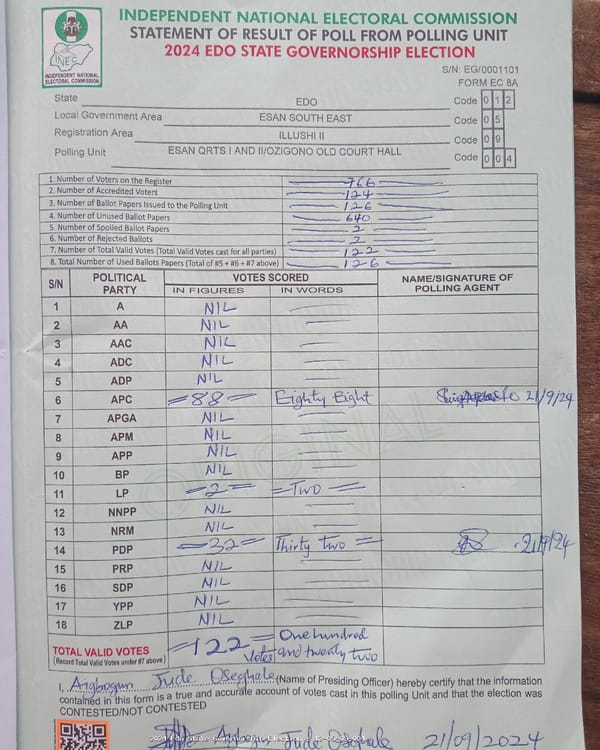 INDEPENDENT NATIONAL ELECTORAL COMMISSION
STATEMENT OF RESULT OF POLL FROM POLLING UNIT
2024 EDO STATE GOVERNORSHIP ELECTION
INEC
INDEPENDENT NATIONAL
ELECTORAL COMMISSION
S/N: EG/0001101
FORM EC 8A
State EDO Code 0 1 2
Local Government Area ESAN SOUTH EAST Code 0 5
Registration Area ILLUSHI II Code 0 9
Polling Unit ESAN QRTS I AND II/OZIGONO OLD COURT HALL Code 0 0 4
1. Number of Voters on the Register 766
2. Number of Accredited Voters 124
3. Number of Ballot Papers Issued to the Polling Unit 126
4. Number of Unused Ballot Papers 640
5. Number of Spoiled Ballot Papers 2
6. Number of Rejected Ballots 2
7. Number of Total Valid Votes (Total Valid Votes cast for all parties) 122
8. Total Number of Used Ballots Papers (Total of #5 + #6 + #7 above) 126
S/N POLITICAL PARTY VOTES SCORED NAME/SIGNATURE OF POLLING AGENT
IN FIGURES IN WORDS
1 A NIL
2 AA NIL
3 AAC NIL
4 ADC NIL
5 ADP NIL
6 APC =88= Eighty Eight 21/9/24
7 APGA NIL
8 APM NIL
9 APP NIL
10 BP NIL
11 LP =2= =Two=
12 NNPP NIL
13 NRM NIL
14 PDP =32= Thirty Two= 21/9/24
15 PRP NIL
16 SDP NIL
17 YPP NIL
18 ZLP NIL
TOTAL VALID VOTES =122= One hundred
(Record Total Valid Votes under #7 above) Votes and twenty two
I, Aigbogun Jude Oseghale (Name of Presiding Officer) hereby certify that the information
contained in this form is a true and accurate account of votes cast in this polling Unit and that the election was
CONTESTED/NOT CONTESTED
Jude Oseghale 21/09/2024
ORIGINAL